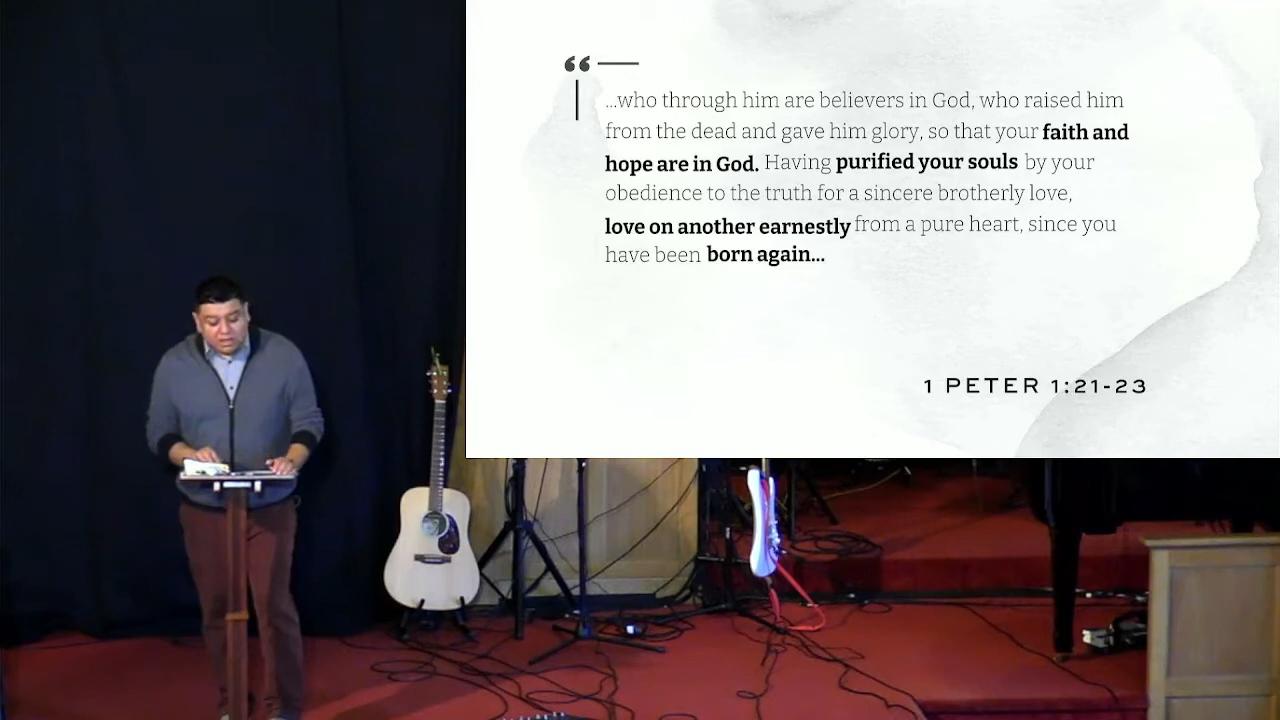 ...who through him are believers in God, who raised him
from the dead and gave him glory, so that your faith and
hope are in God. Having purified your souls by your
obedience to the truth for a sincere brotherly love,
love on another earnestly from a pure heart, since you
have been born again...
1 PETER 1:21-23